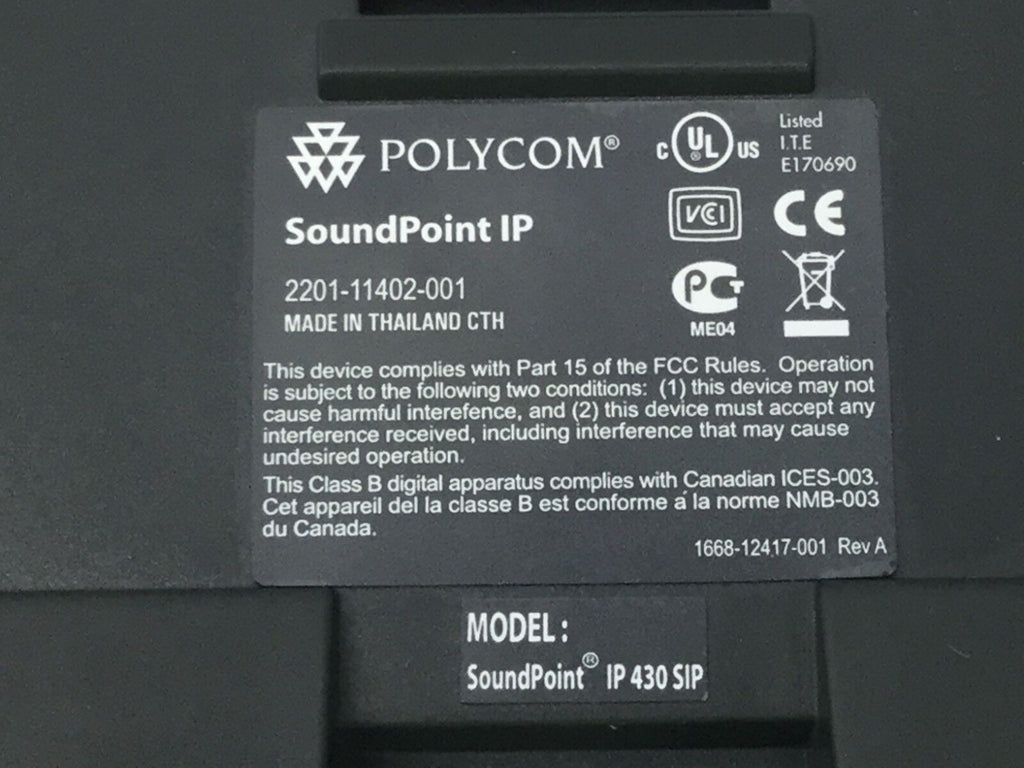 POLYCOM®
C UL® US
Listed
I.T.E
E170690
SoundPoint IP
VCI
CE
2201-11402-001
MADE IN THAILAND CTH
PCT
ME04
This device complies with Part 15 of the FCC Rules. Operation
is subject to the following two conditions: (1) this device may not
cause harmful interefence, and (2) this device must accept any
interference received, including interference that may cause
undesired operation.
This Class B digital apparatus complies with Canadian ICES-003.
Cet appareil del la classe B est conforme á la norme NMB-003
du Canada.
1668-12417-001 Rev A
MODEL :
SoundPoint® IP 430 SIP